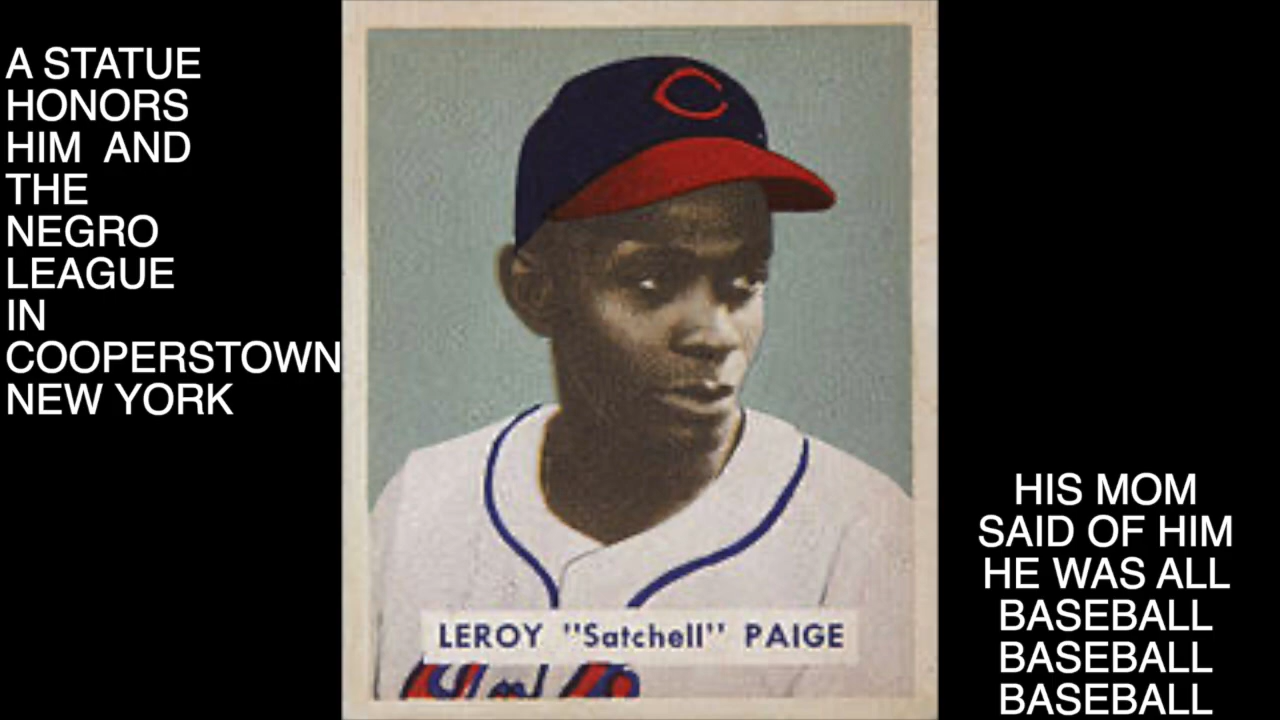 A STATUE
HONORS
HIM  AND
THE
NEGRO
LEAGUE
IN
COOPERSTOWN
NEW YORK
C
LEROY "Satchell" PAIGE
HIS MOM
SAID OF HIM
HE WAS ALL
BASEBALL
BASEBALL
BASEBALL